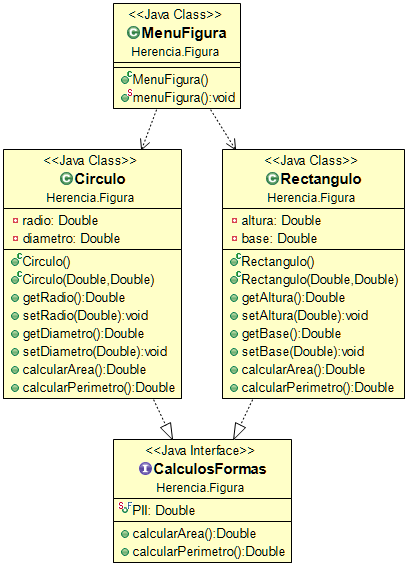 <<Java Class>>
MenuFigura
Herencia.Figura
MenuFigura()
menuFigura():void
<<Java Class>>
Circulo
Herencia.Figura
radio: Double
diametro: Double
Circulo()
Circulo(Double,Double)
getRadio():Double
setRadio(Double):void
getDiametro():Double
setDiametro(Double):void
calcularArea():Double
calcularPerimetro():Double
<<Java Class>>
Rectangulo
Herencia.Figura
altura: Double
base: Double
Rectangulo()
Rectangulo(Double,Double)
getAltura():Double
setAltura(Double):void
getBase():Double
setBase(Double):void
calcularArea():Double
calcularPerimetro():Double
<<Java Interface>>
CalculosFormas
Herencia.Figura
PII: Double
calcularArea():Double
calcularPerimetro():Double